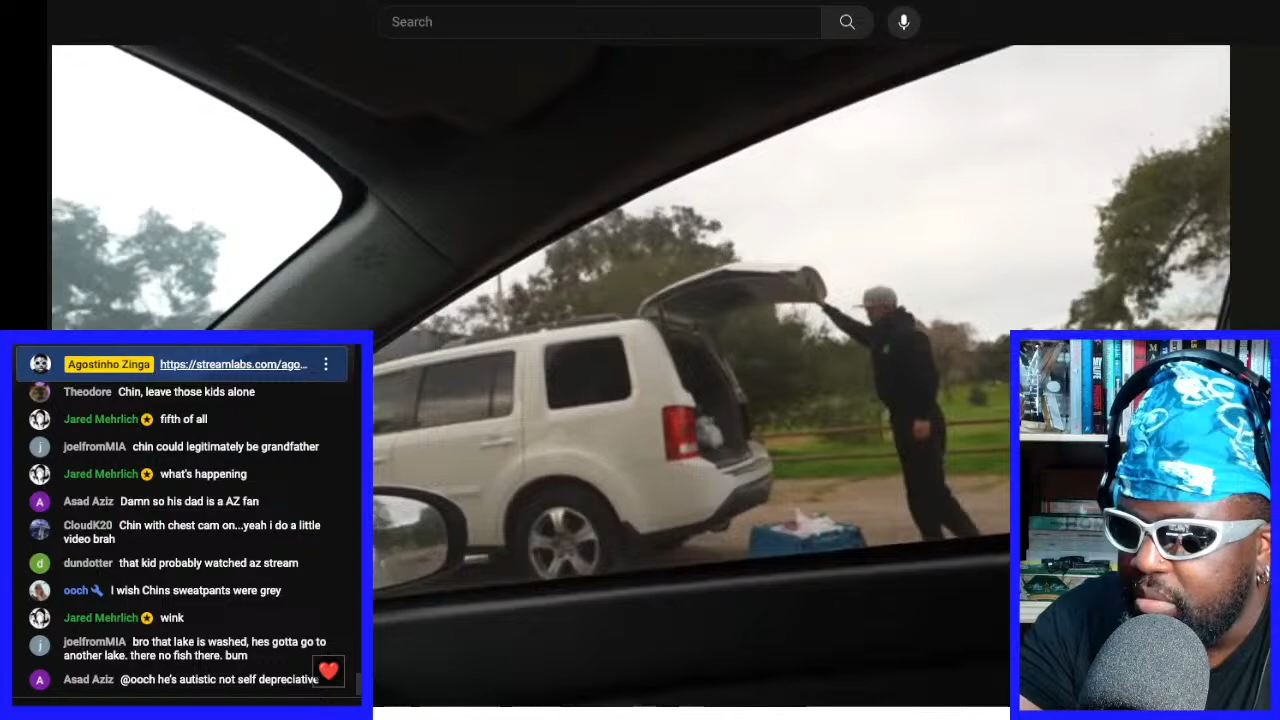 Search
Agostinho Zinga https://streamlabs.com/ago...
Theodore Chin, leave those kids alone
Jared Mehrlich fifth of all
joelfromMIA chin could legitimately be grandfather
Jared Mehrlich what's happening
Asad Aziz Damn so his dad is a AZ fan
CloudK20 Chin with chest cam on...yeah i do a little
video brah
dundotter that kid probably watched az stream
ooch I wish Chins sweatpants were grey
Jared Mehrlich wink
joelfromMIA bro that lake is washed, hes gotta go to
another lake. there no fish there. bum
Asad Aziz @ooch he's autistic not self depreciative